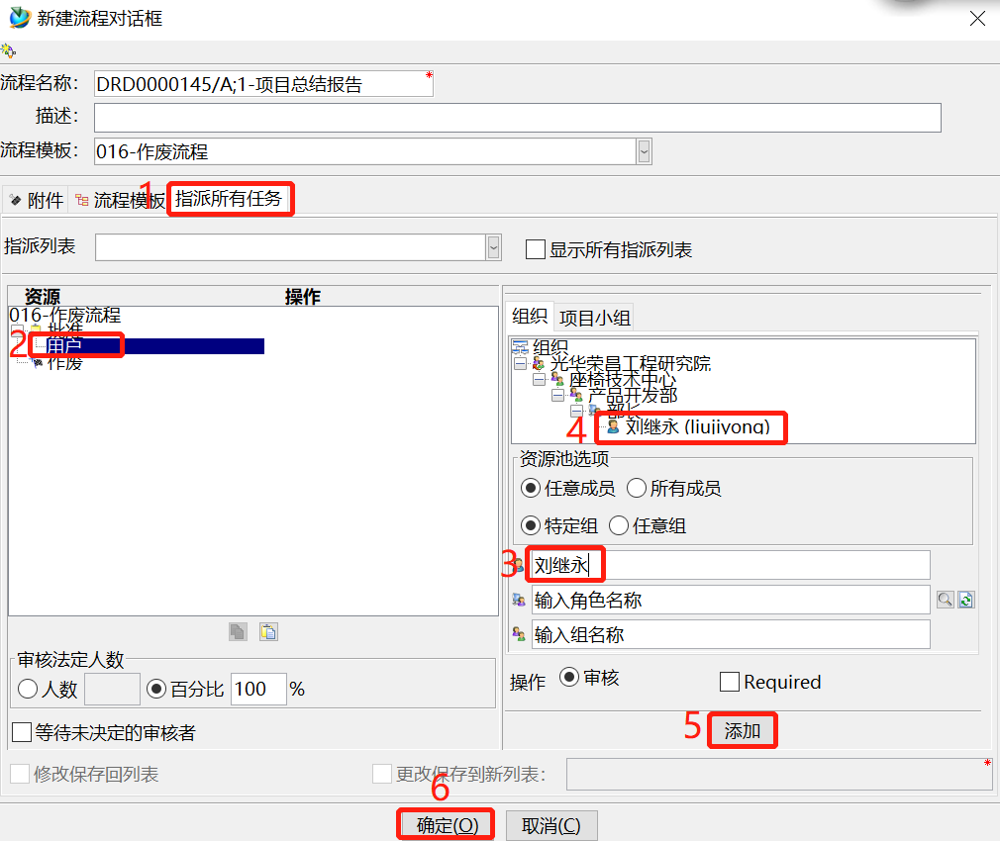 新建流程对话框
流程名称： DRD0000145/A;1-项目总结报告 *
描述：
流程模板： 016-作废流程
附件 流程模板 1 指派所有任务
指派列表 显示所有指派列表
资源 操作
016-作废流程
批准
2 用户
作废
组织 项目小组
组织
光华荣昌工程研究院
座椅技术中心
产品开发部
部长
4 刘继永 (liujiyong)
资源池选项
任意成员 所有成员
特定组 任意组
3 刘继永
输入角色名称
输入组名称
审核法定人数
人数 百分比 100 %
操作 审核 Required
等待未决定的审核者
5 添加
修改保存回列表 更改保存到新列表： *
6
确定(O) 取消(C)